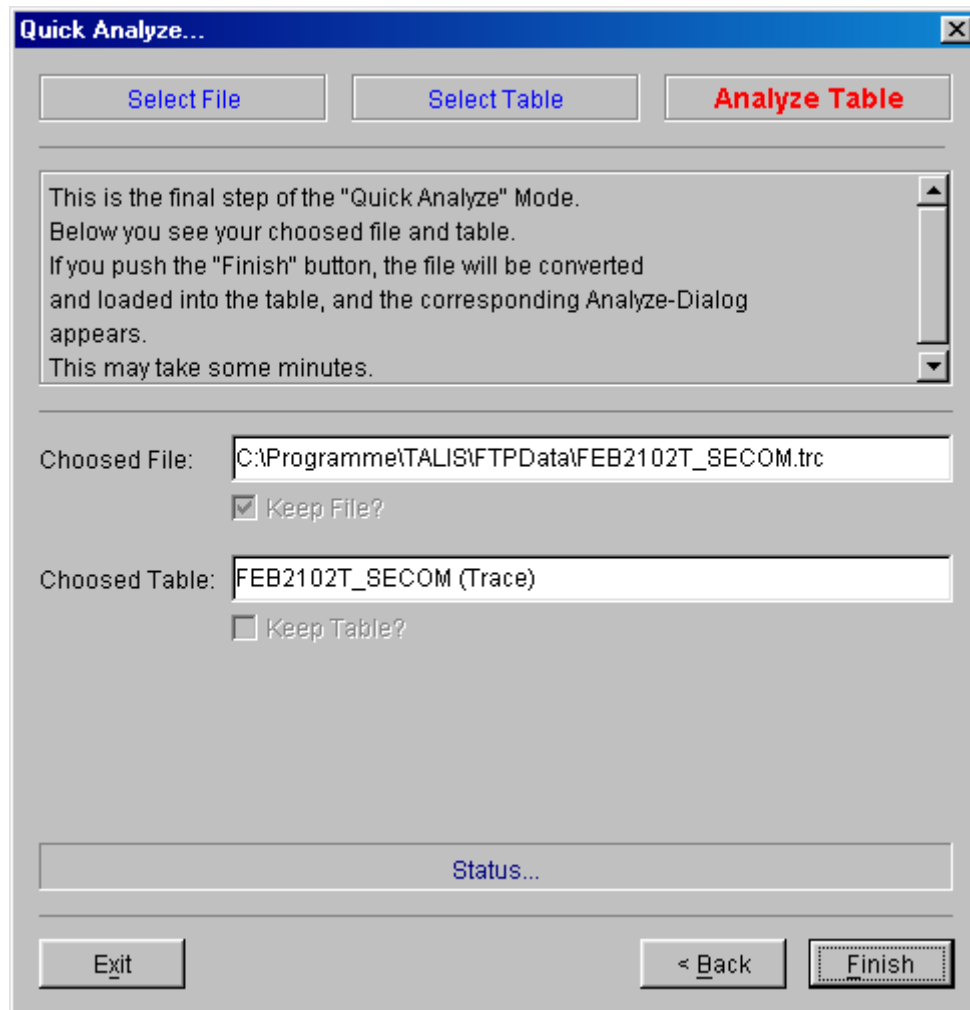 Quick Analyze...
Select File
Select Table
Analyze Table
This is the final step of the "Quick Analyze" Mode.
Below you see your choosed file and table.
If you push the "Finish" button, the file will be converted
and loaded into the table, and the corresponding Analyze-Dialog
appears.
This may take some minutes.
Choosed File: C:\Programme\TALIS\FTPData\FEB2102T_SECOM.trc
Keep File?
Choosed Table: FEB2102T_SECOM (Trace)
Keep Table?
Status...
Exit
< Back
Finish